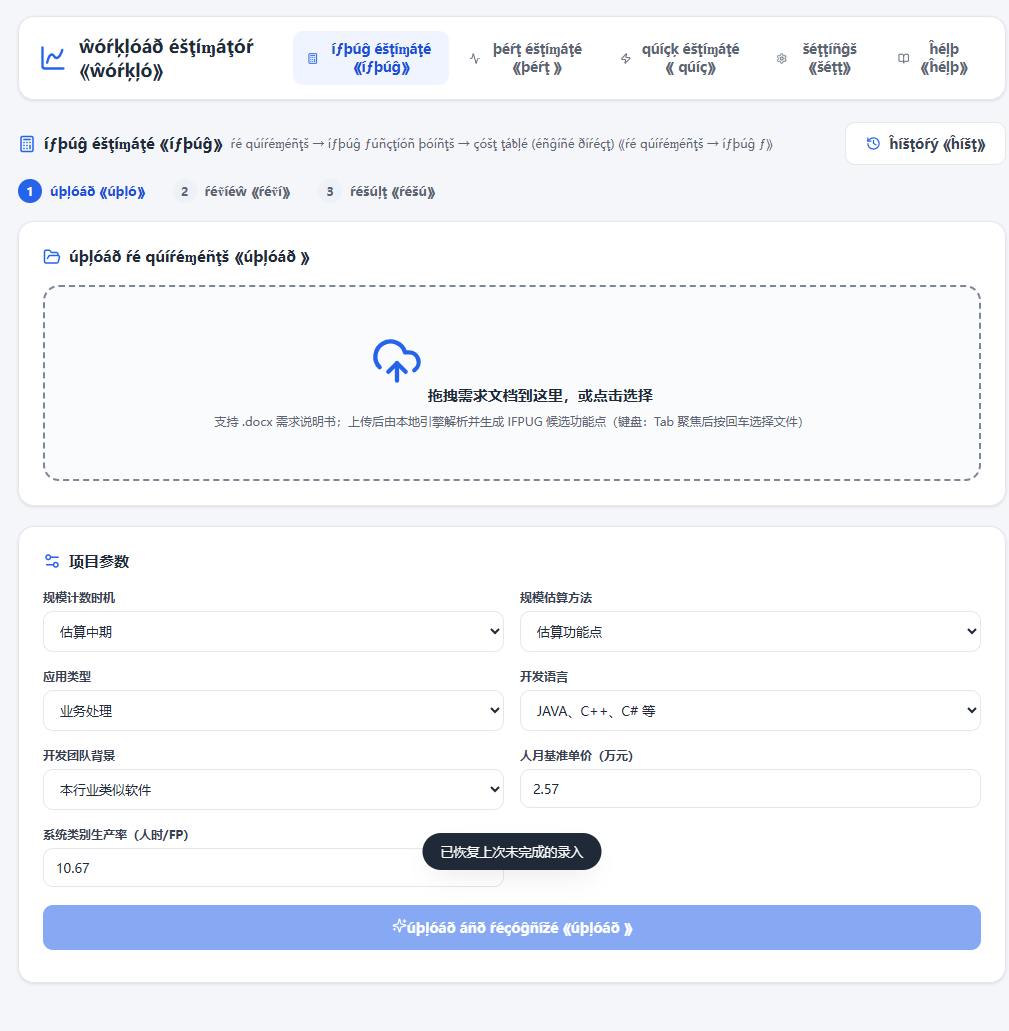 ŵóŕķļóáð éšţíɱáţóŕ
⟪ŵóŕķļó⟫
íƒþúĝ éšţíɱáţé
⟪íƒþúĝ⟫
þéŕţ éšţíɱáţé
⟪þéŕţ ⟫
qúíçķ éšţíɱáţé
⟪ qúíç⟫
šéţţíñĝš
⟪šéţţ⟫
ĥéļþ
⟪ĥéļþ⟫
íƒþúĝ éšţíɱáţé ⟪íƒþúĝ⟫ ŕé qúíŕéɱéñţš → íƒþúĝ ƒúñçţíóñ þóíñţš → çóšţ ţáƀļé (éñĝíñé ðíŕéçţ) ⟪ŕé qúíŕéɱéñţš → íƒþúĝ ƒ⟫
ĥíšţóŕý ⟪ĥíšţ⟫
1 úþļóáð ⟪úþļó⟫
2 ŕéṽíéŵ ⟪ŕéṽí⟫
3 ŕéšúļţ ⟪ŕéšú⟫
úþļóáð ŕé qúíŕéɱéñţš ⟪úþļóáð ⟫
拖拽需求文档到这里，或点击选择
支持 .docx 需求说明书；上传后由本地引擎解析并生成 IFPUG 候选功能点（键盘：Tab 聚焦后按回车选择文件）
项目参数
规模计数时机
估算中期
规模估算方法
估算功能点
应用类型
业务处理
开发语言
JAVA、C++、C# 等
开发团队背景
本行业类似软件
人月基准单价（万元）
2.57
系统类别生产率（人时/FP）
10.67
已恢复上次未完成的录入
úþļóáð áñð ŕéçóĝñížé ⟪úþļóáð ⟫